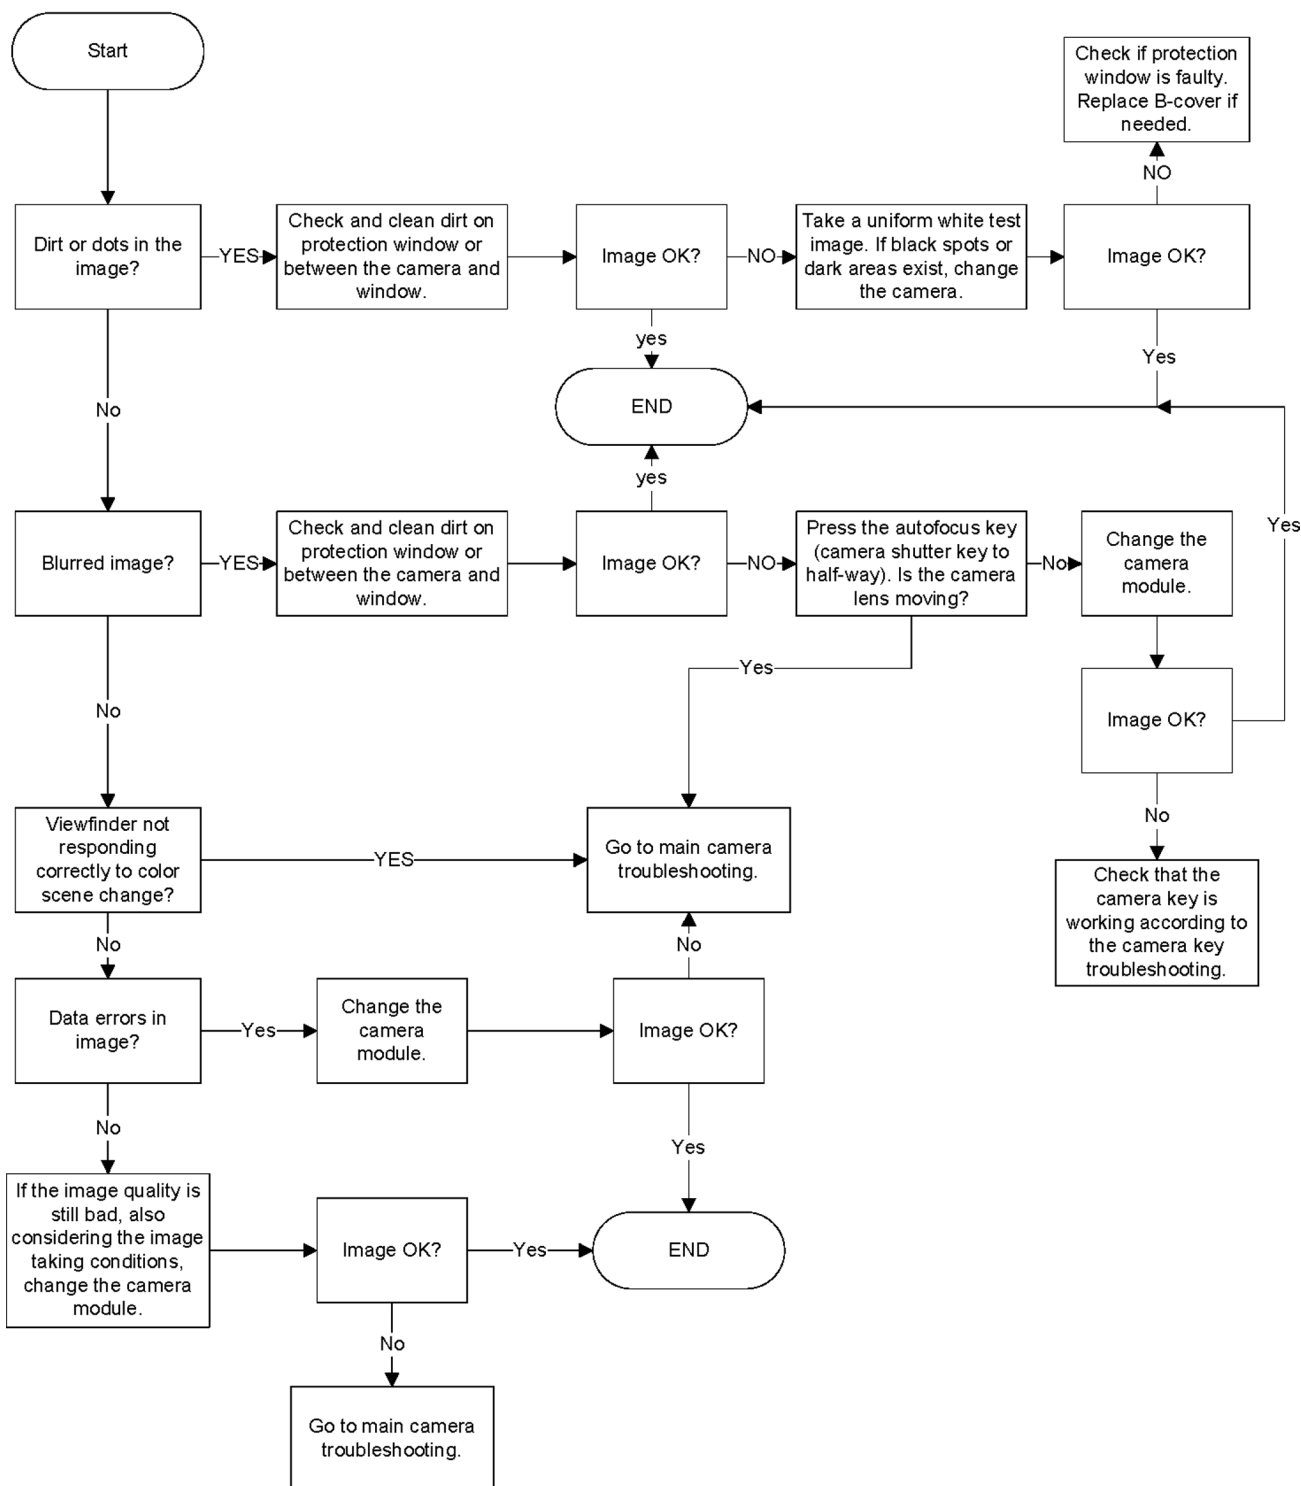 Start
Check if protection
window is faulty.
Replace B-cover if
needed.
NO
Dirt or dots in the
image?
YES
Check and clean dirt on
protection window or
between the camera and
window.
Image OK?
NO
Take a uniform white test
image. If black spots or
dark areas exist, change
the camera.
Image OK?
yes
Yes
No
END
yes
Yes
Blurred image?
YES
Check and clean dirt on
protection window or
between the camera and
window.
Image OK?
NO
Press the autofocus key
(camera shutter key to
half-way). Is the camera
lens moving?
No
Change the
camera
module.
Yes
No
Image OK?
No
Viewfinder not
responding
correctly to color
scene change?
YES
Go to main camera
troubleshooting.
Check that the
camera key is
working according to
the camera key
troubleshooting.
No
No
Data errors in
image?
Yes
Change the
camera
module.
Image OK?
No
Yes
If the image quality is
still bad, also
considering the image
taking conditions,
change the camera
module.
Image OK?
Yes
END
No
Go to main camera
troubleshooting.